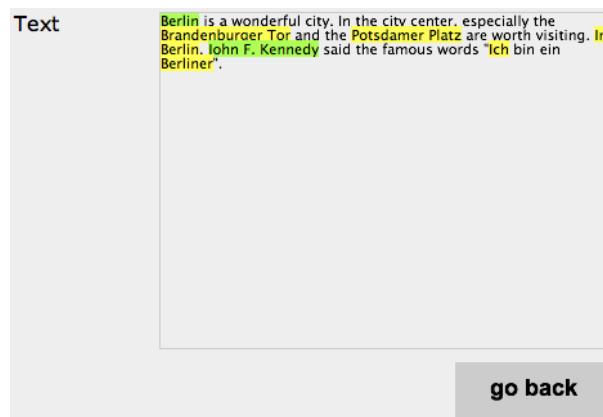 Text
Berlin is a wonderful city. In the city center, especially the
Brandenburger Tor and the Potsdamer Platz are worth visiting. In
Berlin, John F. Kennedy said the famous words "Ich bin ein
Berliner".
go back